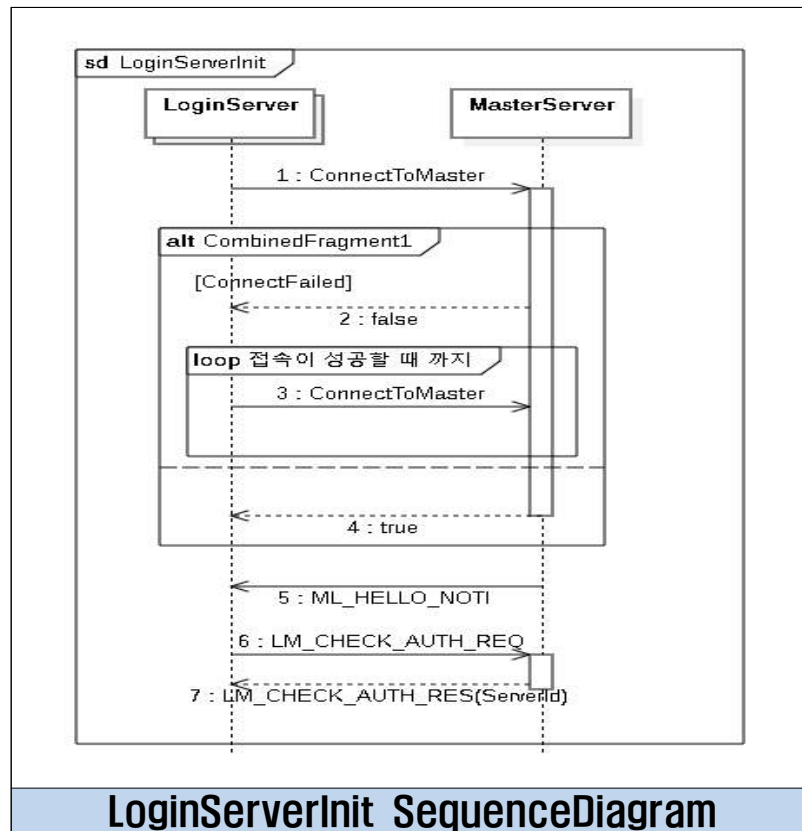 sd LoginServerInit
LoginServer
MasterServer
1 : ConnectToMaster
alt CombinedFragment1
[ConnectFailed]
2 : false
loop 접속이 성공할 때 까지
3 : ConnectToMaster
4 : true
5 : ML_HELLO_NOTI
6 : LM_CHECK_AUTH_REQ
7 : LM_CHECK_AUTH_RES(ServerId)
LoginServerInit SequenceDiagram